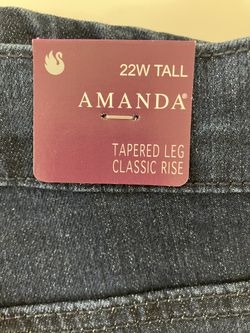 22W TALL
AMANDA®
TAPERED LEG
CLASSIC RISE